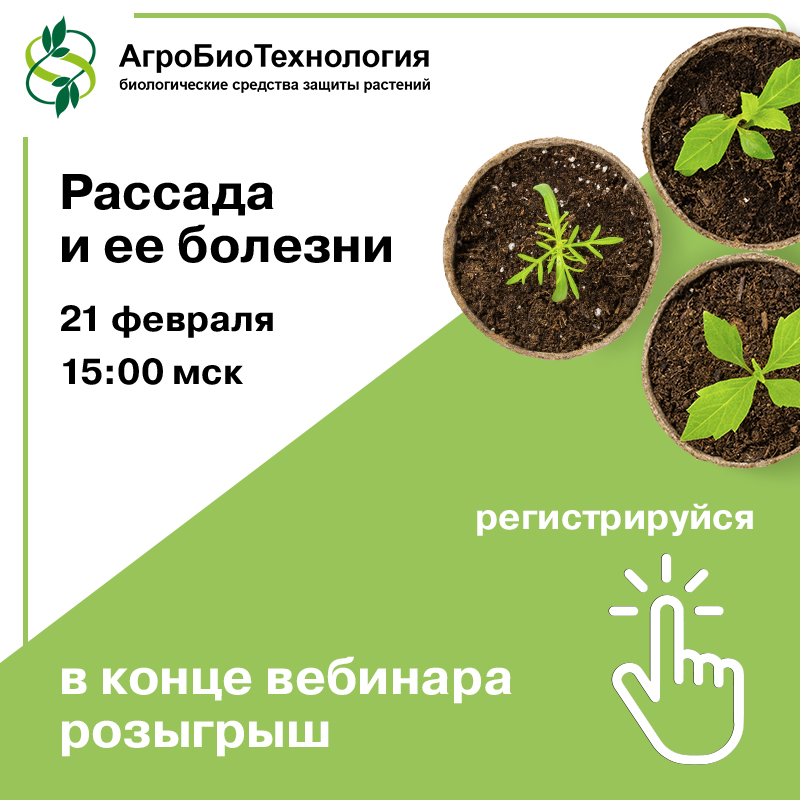 АгроБиоТехнология
биологические средства защиты растений
Рассада
и ее болезни
21 февраля
15:00 мск
регистрируйся
в конце вебинара
розыгрыш